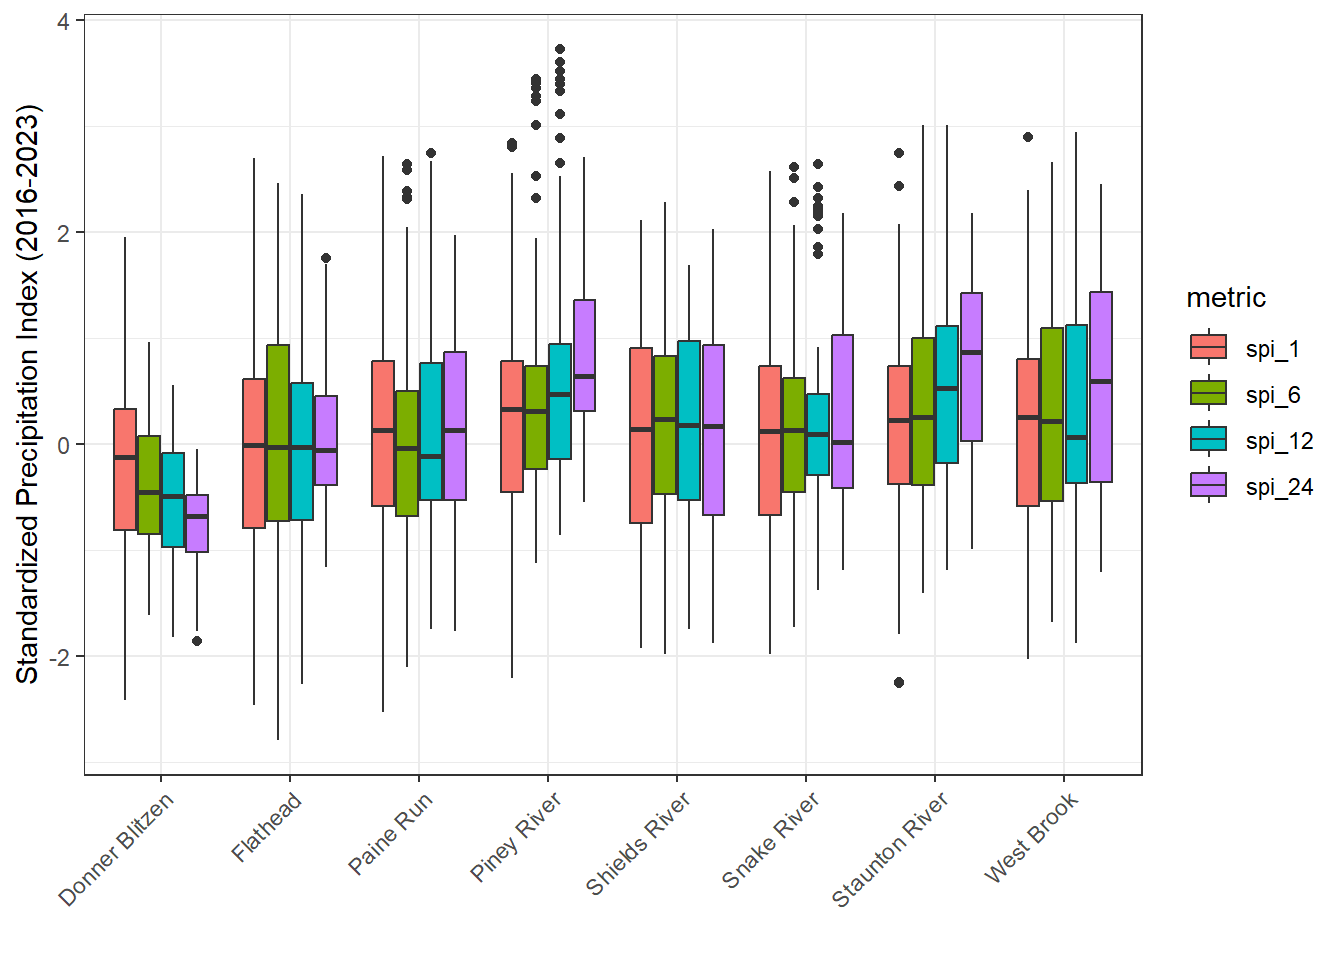 Standardized Precipitation Index (2016-2023)
4
2
0
-2
Donner Blitzen
Flathead
Paine Run
Piney River
Shields River
Snake River
Staunton River
West Brook
metric
spi_1
spi_6
spi_12
spi_24